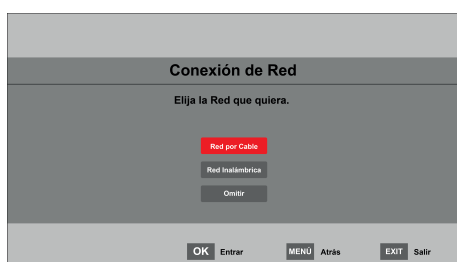 Conexión de Red
Elija la Red que quiera.
Red por Cable
Red Inalámbrica
Omitir
OK Entrar MENÚ Atrás EXIT Salir